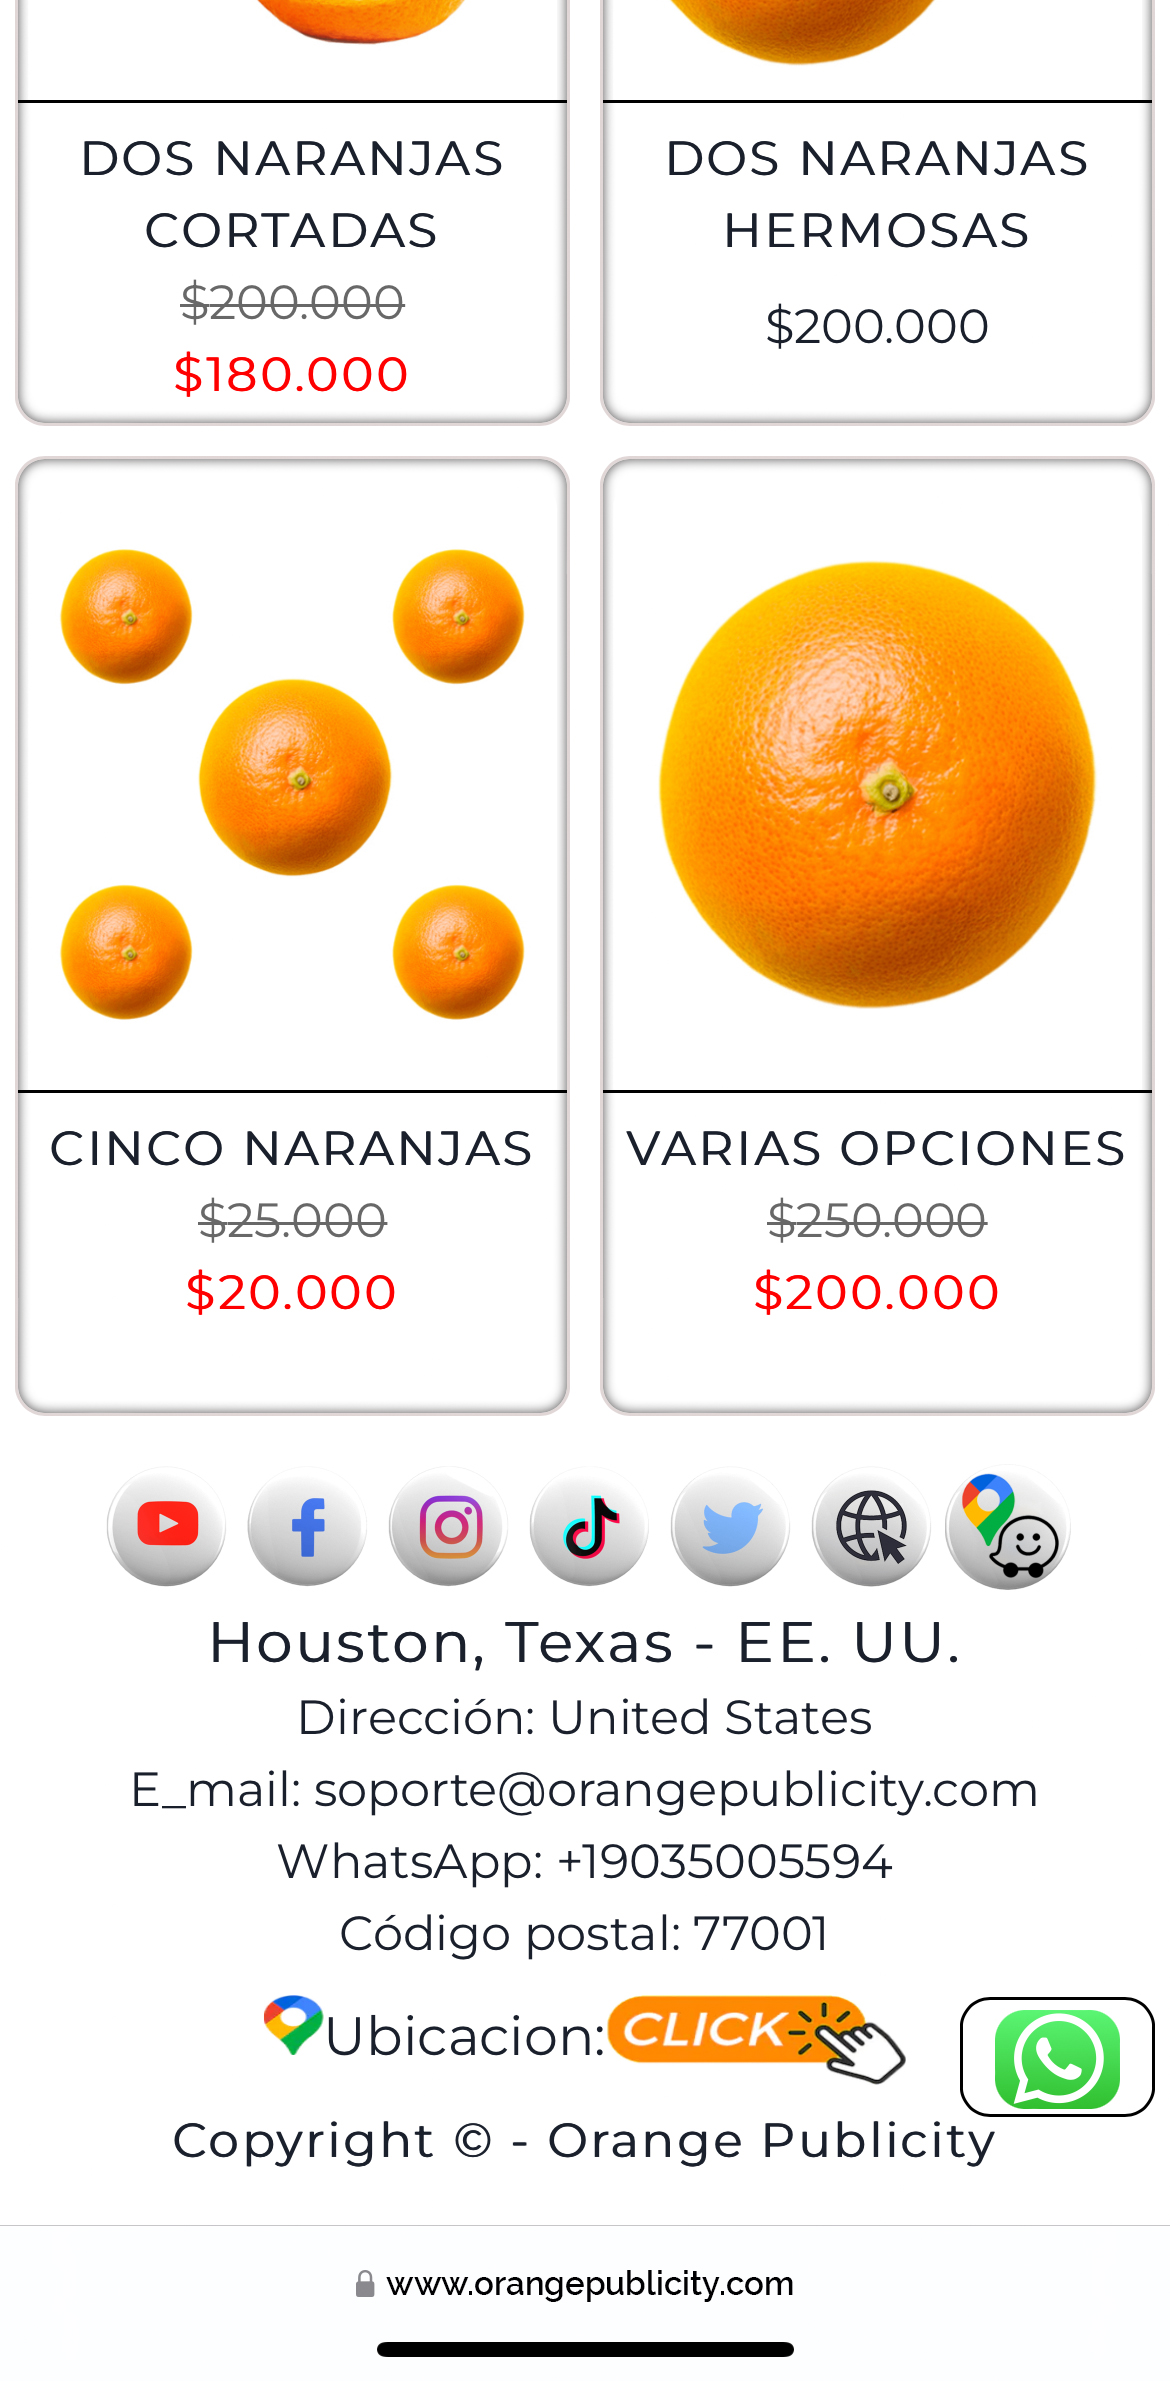 DOS NARANJAS
CORTADAS
$200.000
$180.000
DOS NARANJAS
HERMOSAS
$200.000
CINCO NARANJAS
$25.000
$20.000
VARIAS OPCIONES
$250.000
$200.000
Houston, Texas - EE. UU.
Dirección: United States
E_mail: soporte@orangepublicity.com
WhatsApp: +19035005594
Código postal: 77001
Ubicacion: CLICK
Copyright © - Orange Publicity
www.orangepublicity.com